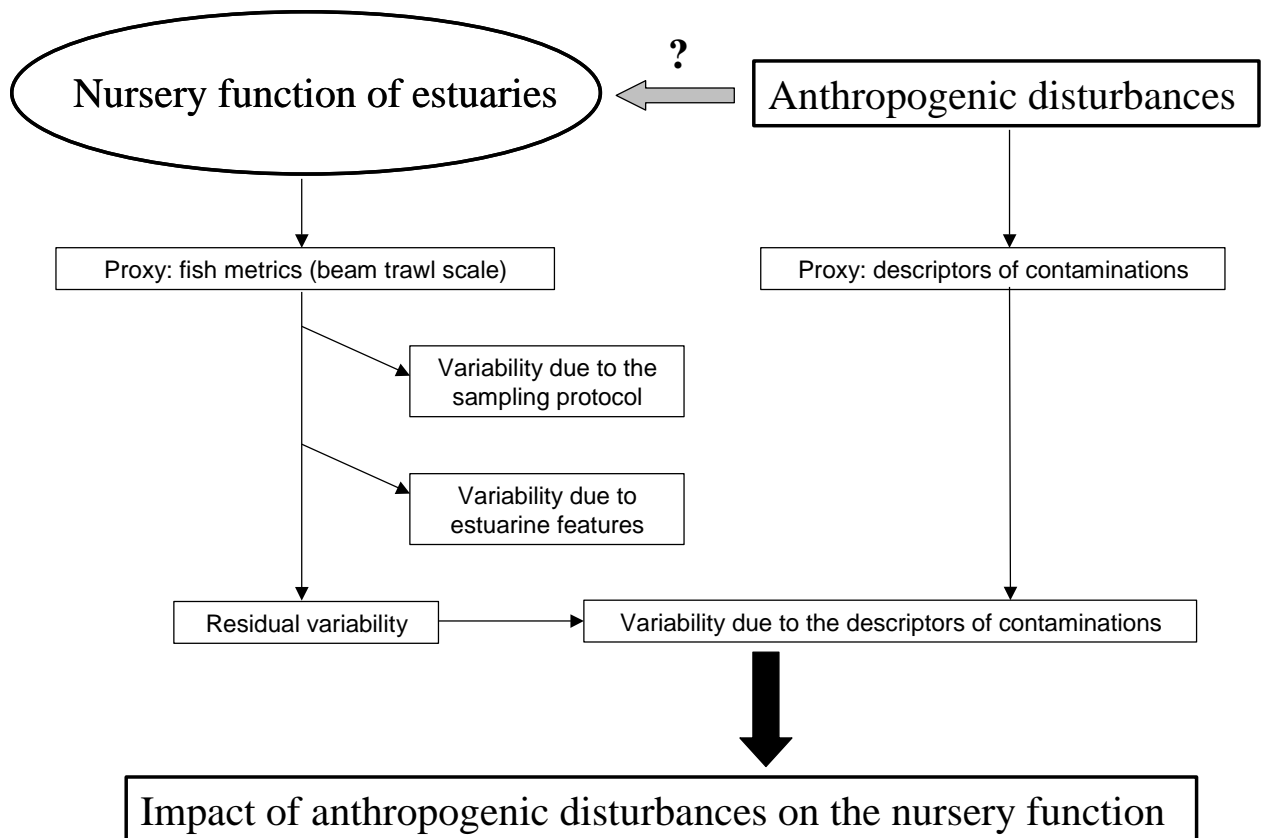 ?
Nursery function of estuaries
Anthropogenic disturbances
Proxy: fish metrics (beam trawl scale)
Proxy: descriptors of contaminations
Variability due to the
sampling protocol
Variability due to
estuarine features
Residual variability
Variability due to the descriptors of contaminations
Impact of anthropogenic disturbances on the nursery function